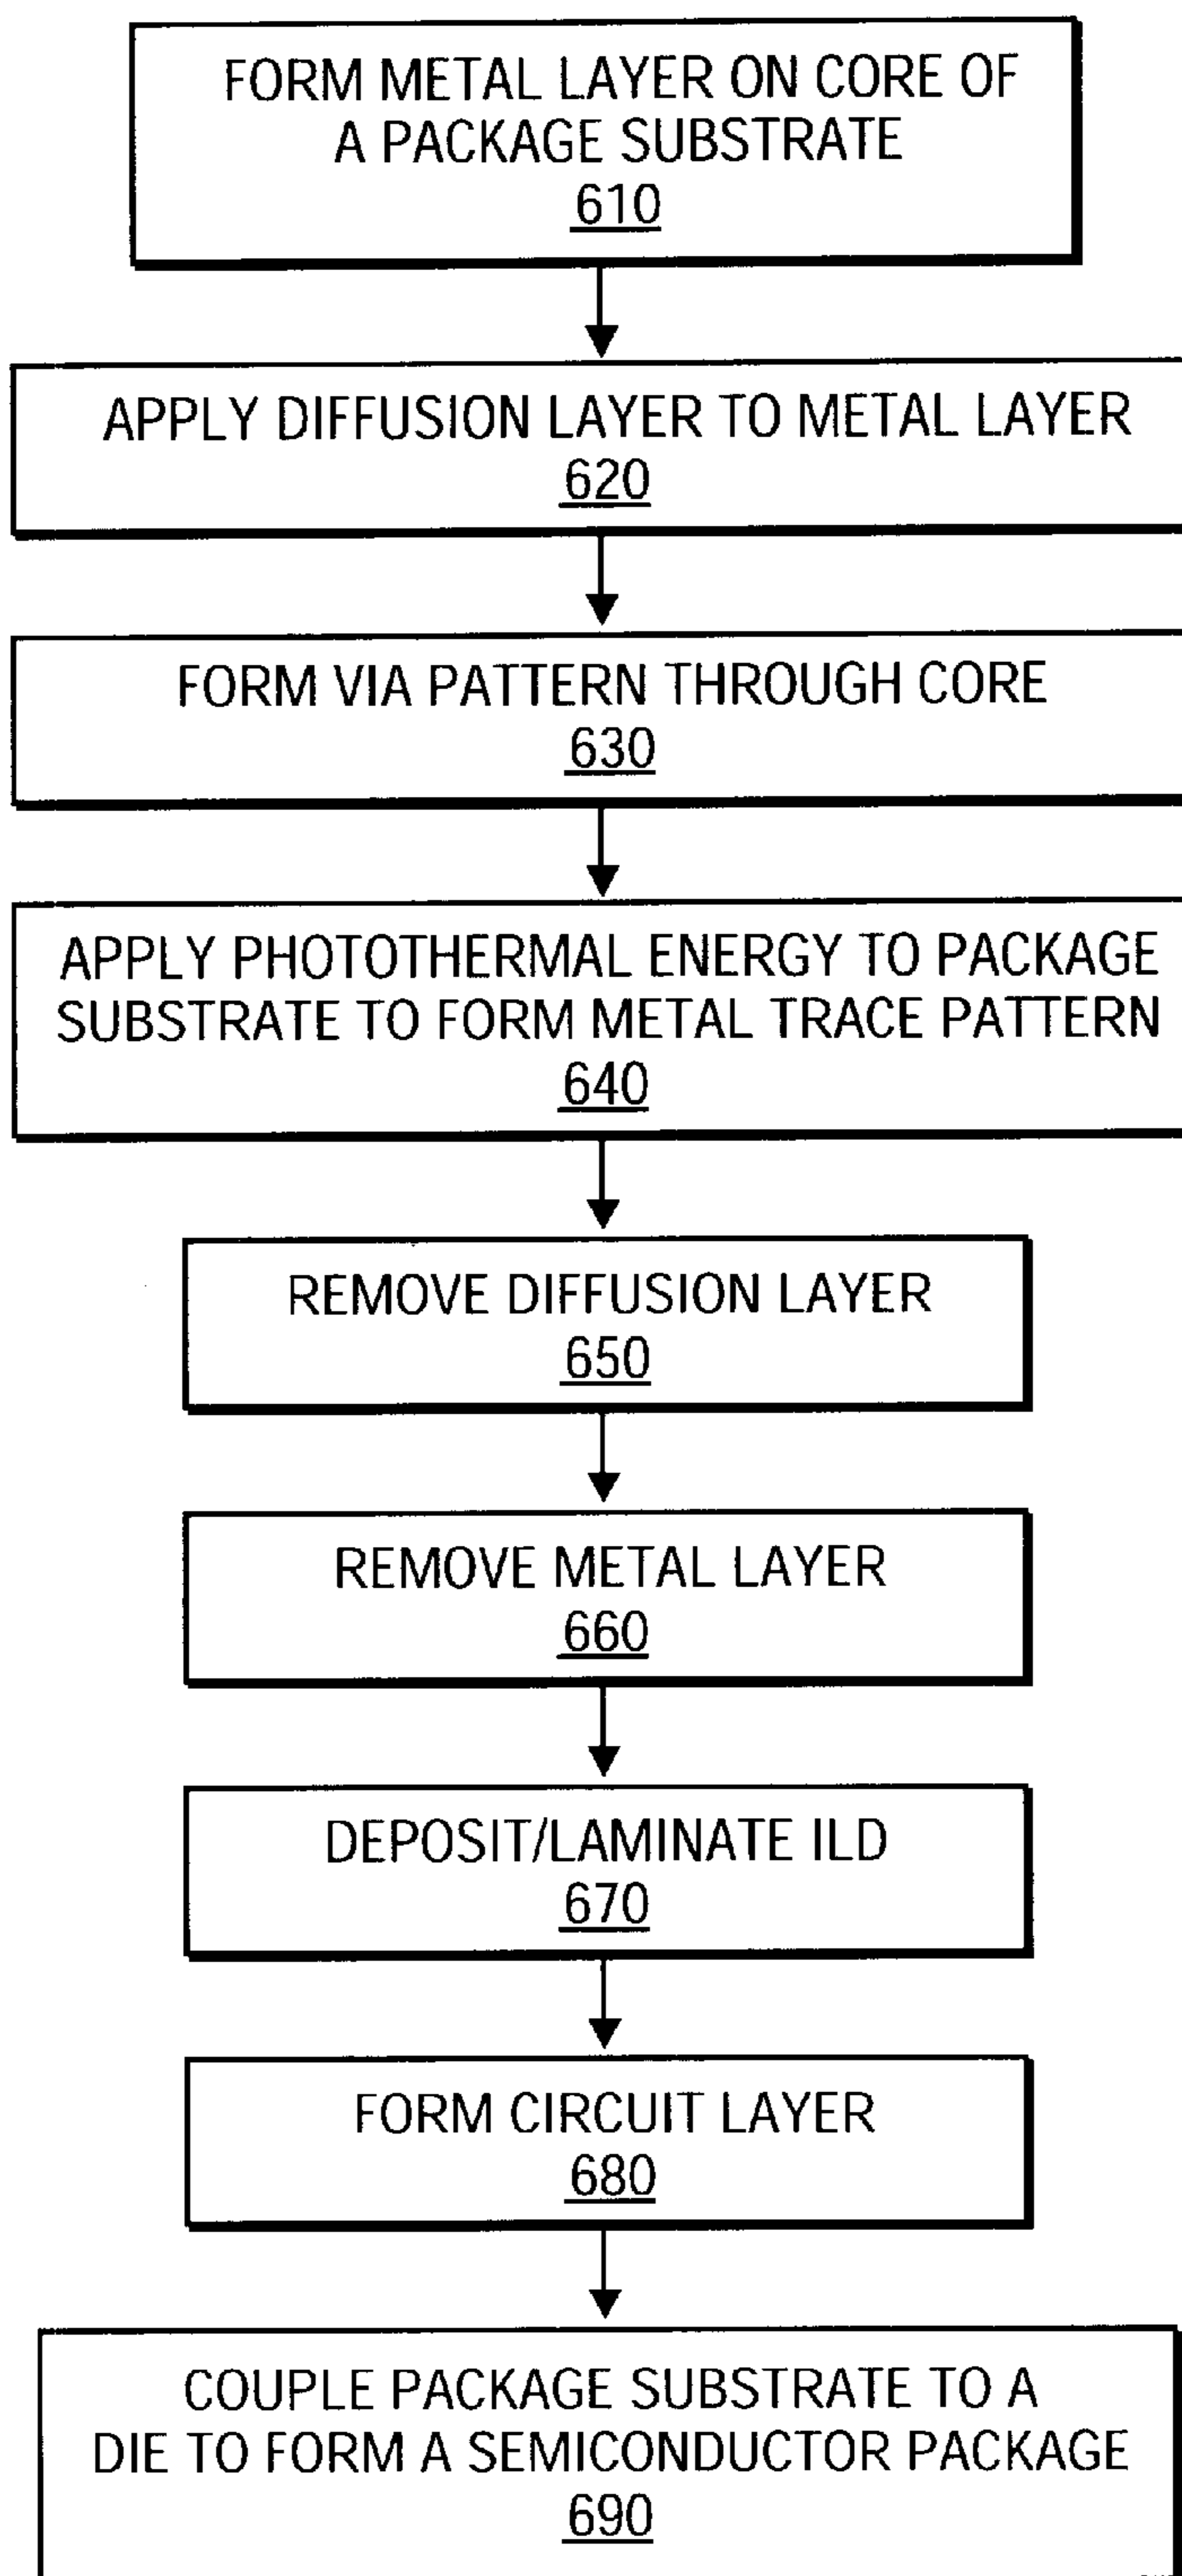 FORM METAL LAYER ON CORE OF
A PACKAGE SUBSTRATE
610
APPLY DIFFUSION LAYER TO METAL LAYER
620
FORM VIA PATTERN THROUGH CORE
630
APPLY PHOTOTHERMAL ENERGY TO PACKAGE
SUBSTRATE TO FORM METAL TRACE PATTERN
640
REMOVE DIFFUSION LAYER
650
REMOVE METAL LAYER
660
DEPOSIT/LAMINATE ILD
670
FORM CIRCUIT LAYER
680
COUPLE PACKAGE SUBSTRATE TO A
DIE TO FORM A SEMICONDUCTOR PACKAGE
690